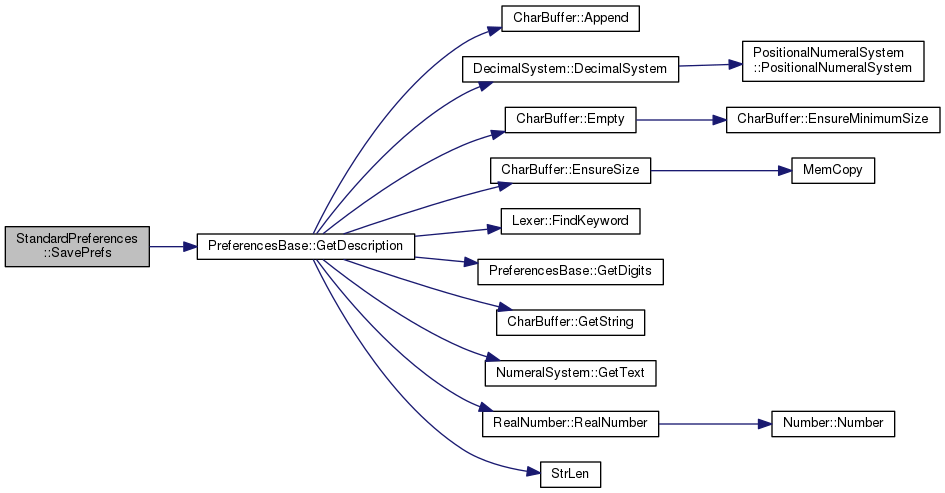 StandardPreferences
::SavePrefs
PreferencesBase::GetDescription
CharBuffer::Append
DecimalSystem::DecimalSystem
PositionalNumeralSystem
::PositionalNumeralSystem
CharBuffer::Empty
CharBuffer::EnsureMinimumSize
CharBuffer::EnsureSize
MemCopy
Lexer::FindKeyword
PreferencesBase::GetDigits
CharBuffer::GetString
NumeralSystem::GetText
RealNumber::RealNumber
Number::Number
StrLen